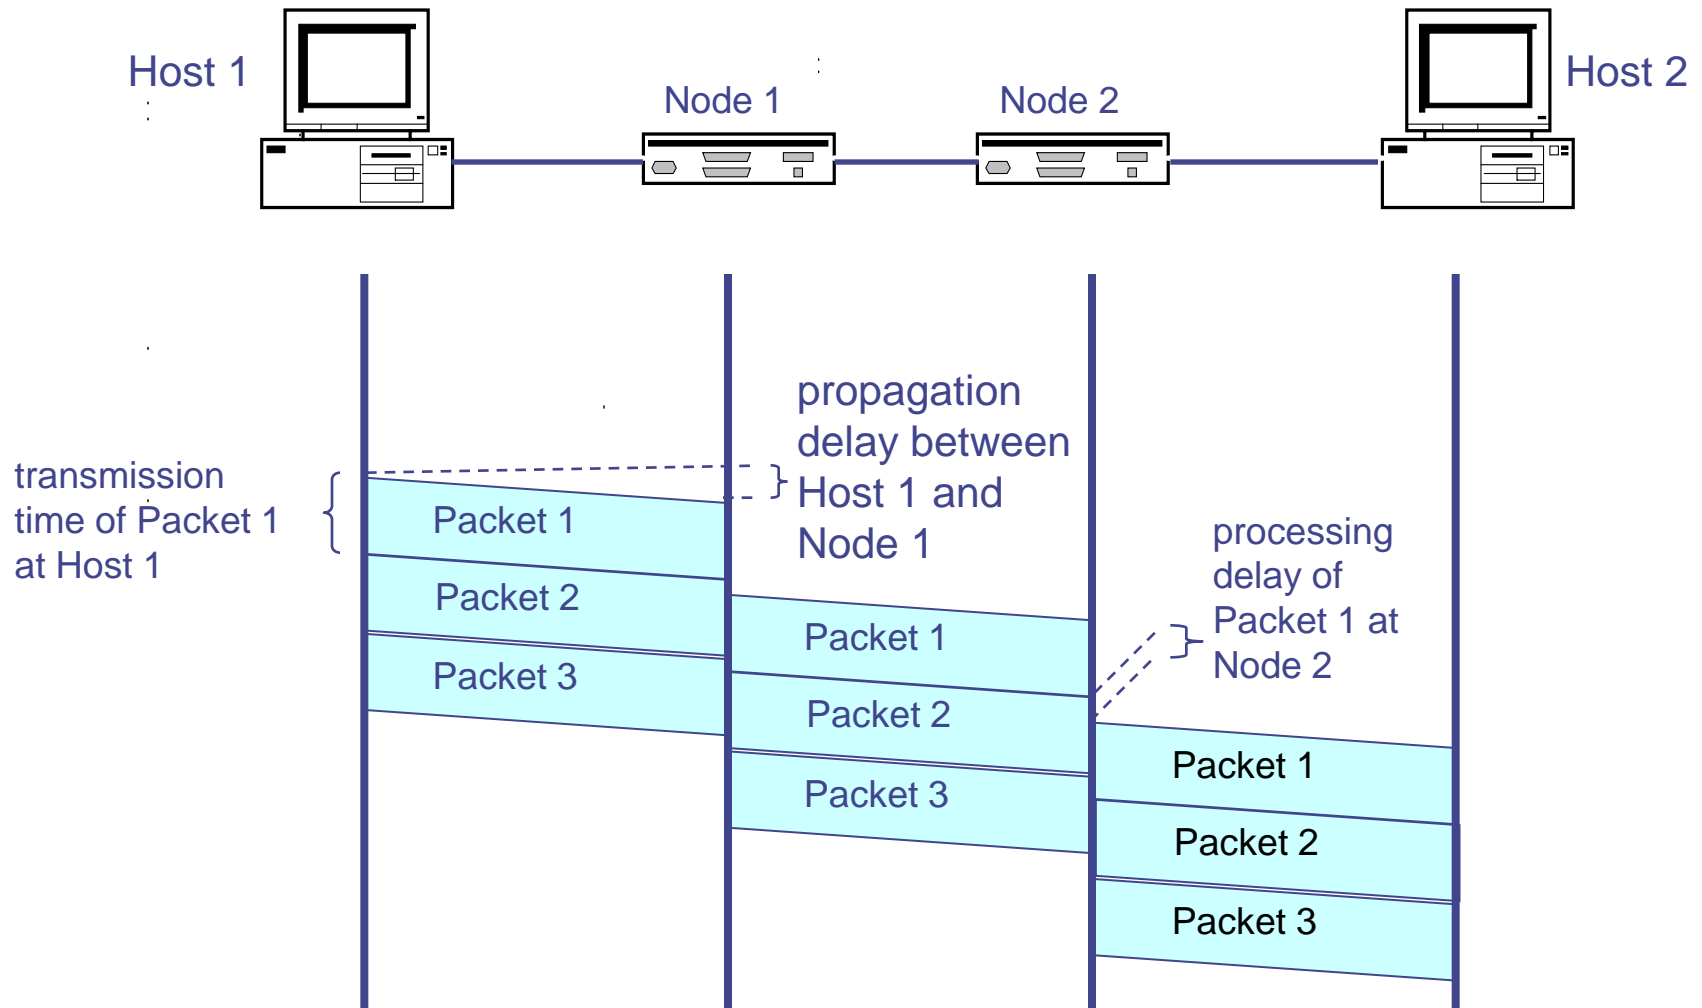 Host 1
Node 1
Node 2
Host 2
propagation
delay between
Host 1 and
Node 1
transmission
time of Packet 1
at Host 1
processing
delay of
Packet 1 at
Node 2
Packet 1
Packet 2
Packet 3
Packet 1
Packet 2
Packet 3
Packet 1
Packet 2
Packet 3